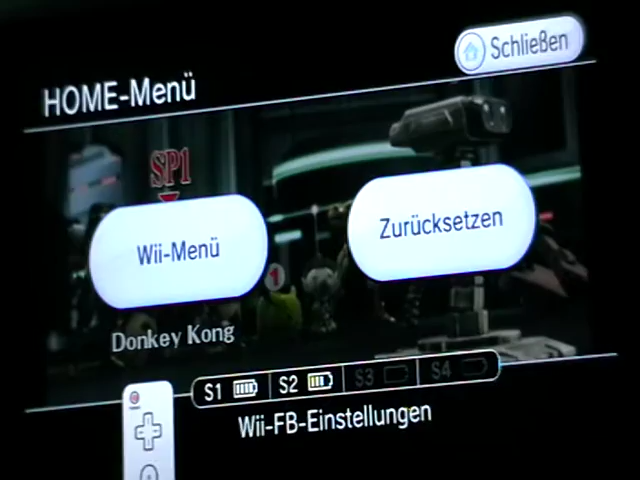 Schließen
HOME-Menü
SP1
Wii-Menü
Zurücksetzen
1
Donkey Kong
S1 S2 S3 S4
Wii-FB-Einstellungen